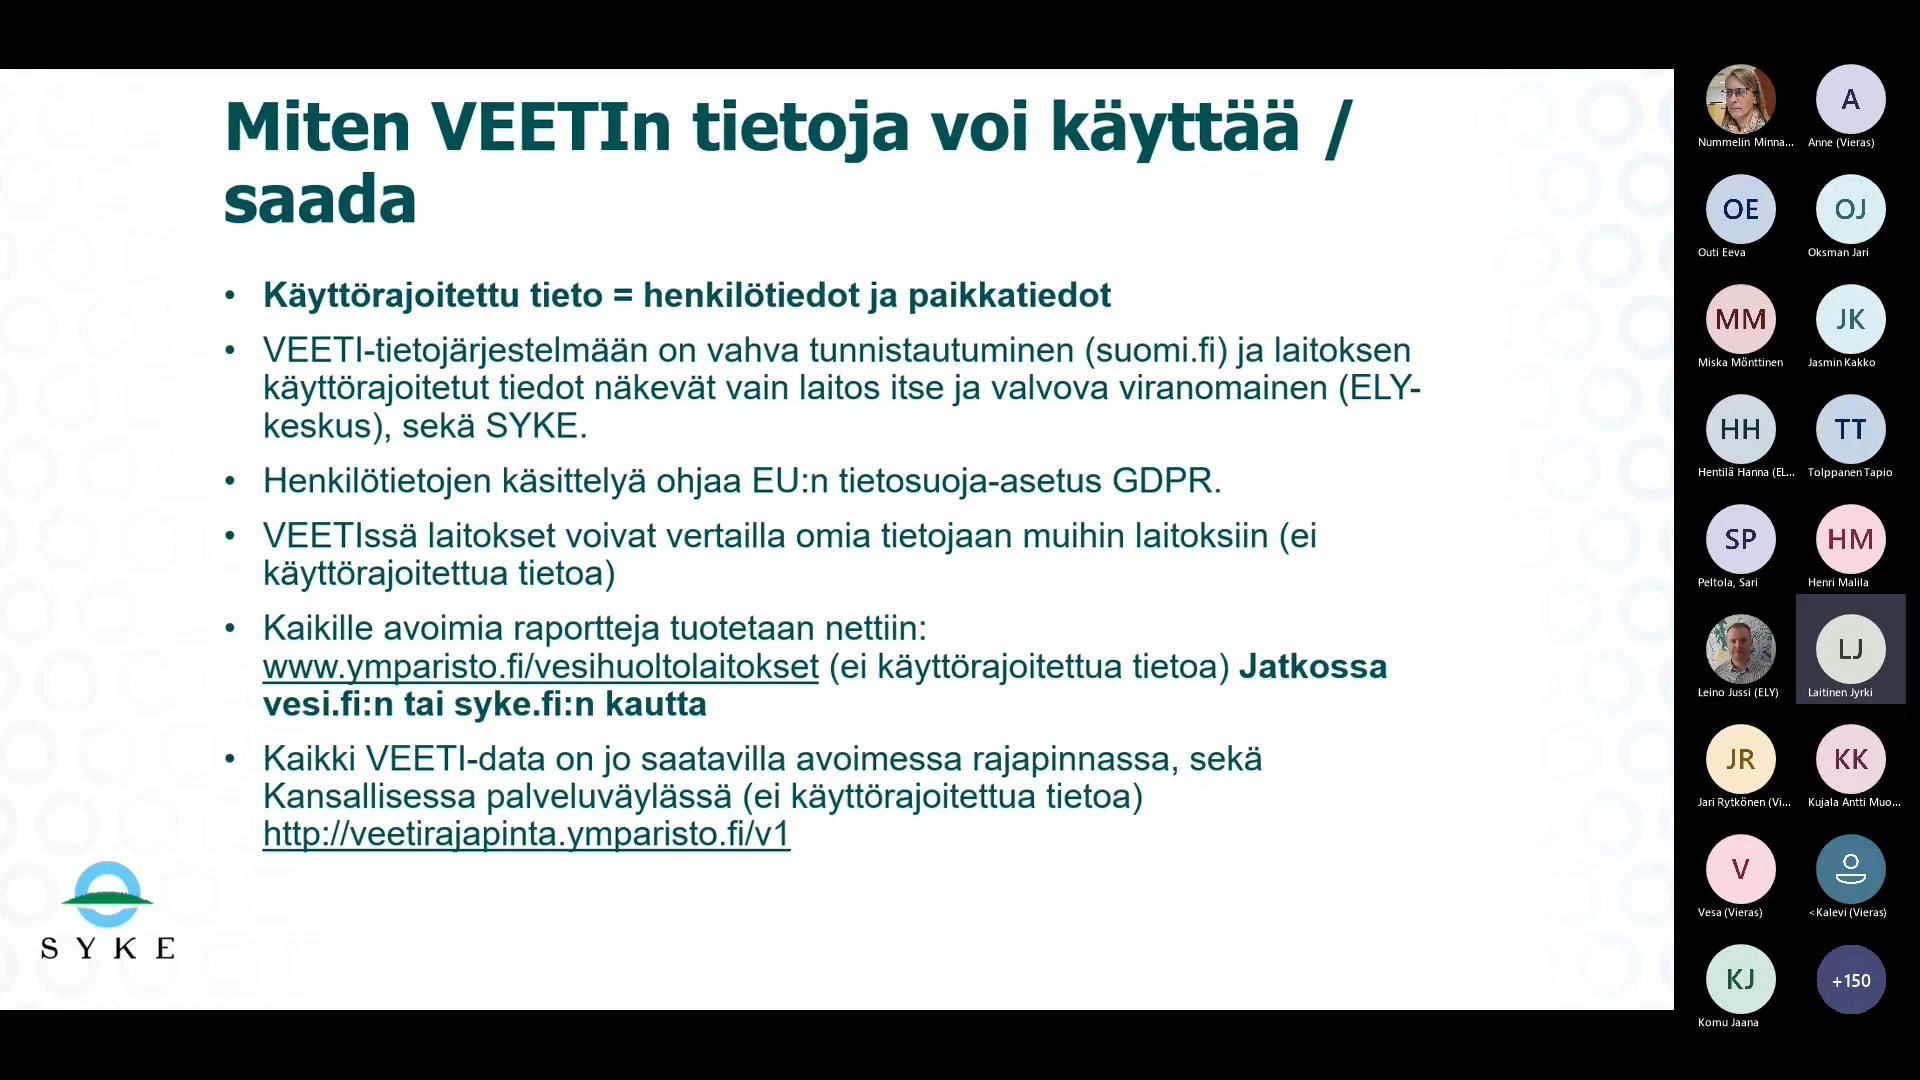 Miten VEETIn tietoja voi käyttää /
saada
• Käyttörajoitettu tieto = henkilötiedot ja paikkatiedot
• VEETI-tietojärjestelmään on vahva tunnistautuminen (suomi.fi) ja laitoksen
käyttörajoitetut tiedot näkevät vain laitos itse ja valvova viranomainen (ELY-
keskus), sekä SYKE.
• Henkilötietojen käsittelyä ohjaa EU:n tietosuoja-asetus GDPR.
• VEETIssä laitokset voivat vertailla omia tietojaan muihin laitoksiin (ei
käyttörajoitettua tietoa)
• Kaikille avoimia raportteja tuotetaan nettiin:
www.ymparisto.fi/vesihuoltolaitokset (ei käyttörajoitettua tietoa) Jatkossa
vesi.fi:n tai syke.fi:n kautta
• Kaikki VEETI-data on jo saatavilla avoimessa rajapinnassa, sekä
Kansallisessa palveluväylässä (ei käyttörajoitettua tietoa)
http://veetirajapinta.ymparisto.fi/v1
SYKE
A
Nummelin Minna...
Anne (Vieras)
OE
OJ
Outi Eeva
Oksman Jari
MM
JK
Miska Mönttinen
Jasmin Kakko
HH
TT
Hentilä Hanna (EL...
Tolppanen Tapio
SP
HM
Peltola, Sari
Henri Malila
LJ
Leino Jussi (ELY)
Laitinen Jyrki
JR
KK
Jari Rytkönen (Vi...
Kujala Antti Muo...
V
Vesa (Vieras)
<Kalevi (Vieras)
KJ
+150
Komu Jaana